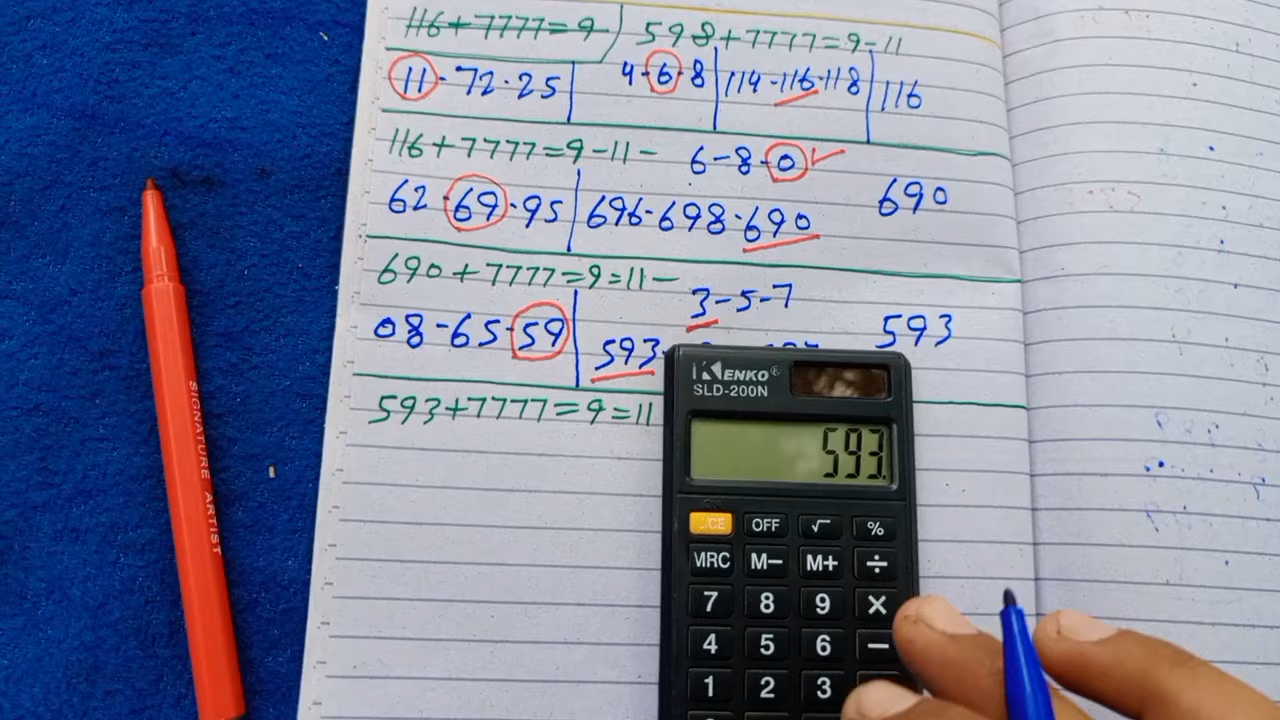 116+7777=9) 598+7777=9-11
11-72-25 | 4-6-8 | 114-116-118 | 116
116+7777=9-11- 6-8-0 ✓
62-69-95 | 696-698-690 690
690+7777=9=11-
3-5-7
08-65-59 | 593- 593
593+7777=9=11
KENKO®
SLD-200N
593.
C/CE OFF √ %
MRC M− M+ ÷
7 8 9 ×
4 5 6 −
1 2 3
SIGNATURE ARTIST